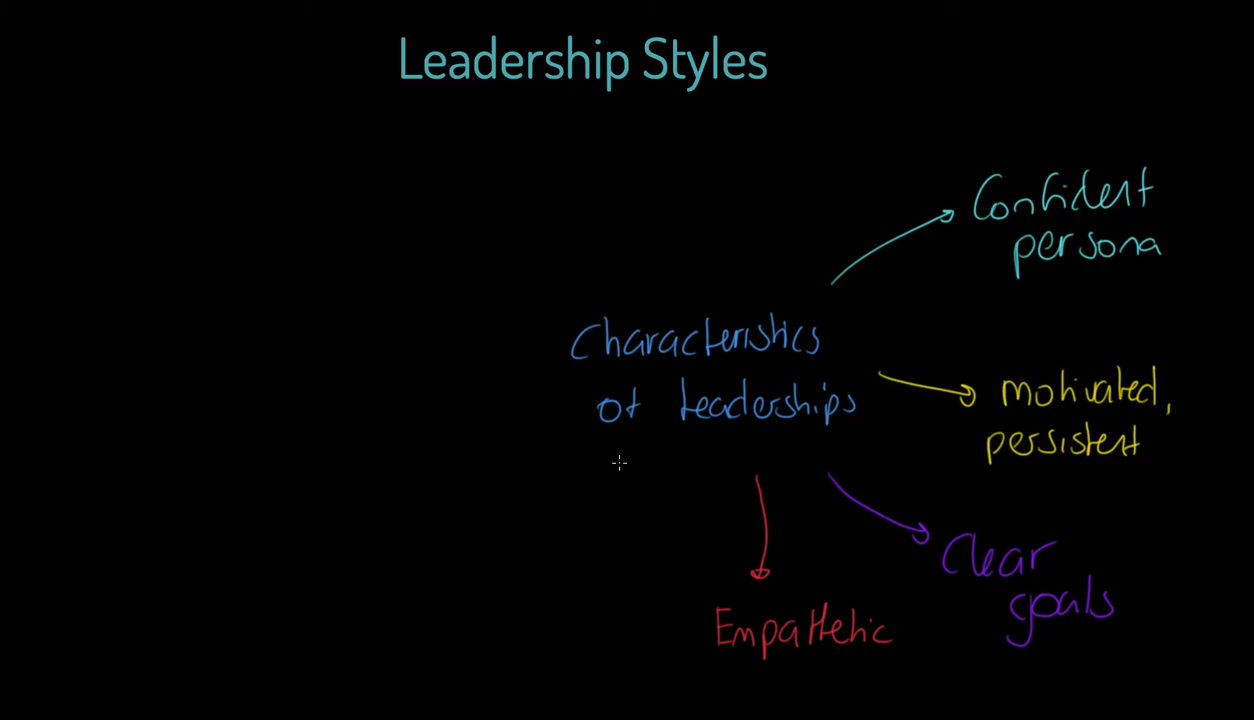 Leadership Styles
Confident
persona
Characteristics
of leaderships
motivated,
persistent
Clear
goals
Empathetic